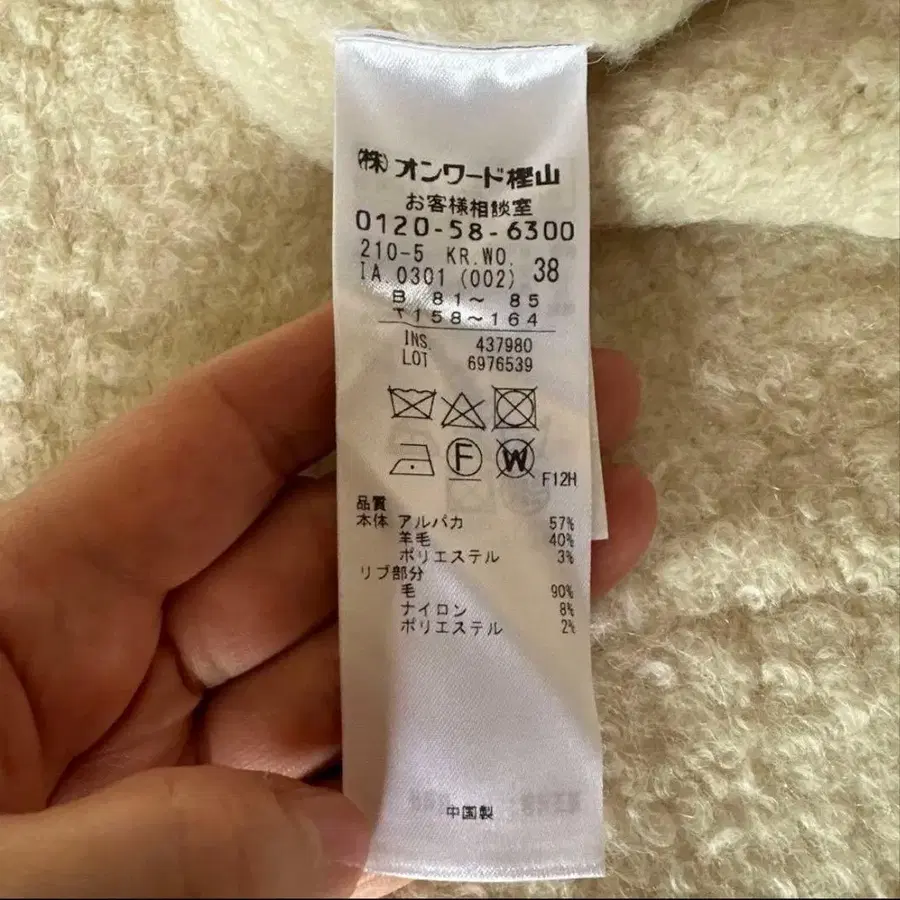 ㈱オンワード樫山
お客様相談室
0120-58-6300
210-5 KR.WO.
IA.0301 (002) 38
B 81～ 85
T 158～164
INS. 437980
LOT 6976539
F W
F12H
品質
本体 アルパカ 57%
羊毛 40%
ポリエステル 3%
リブ部分
毛 90%
ナイロン 8%
ポリエステル 2%
中国製